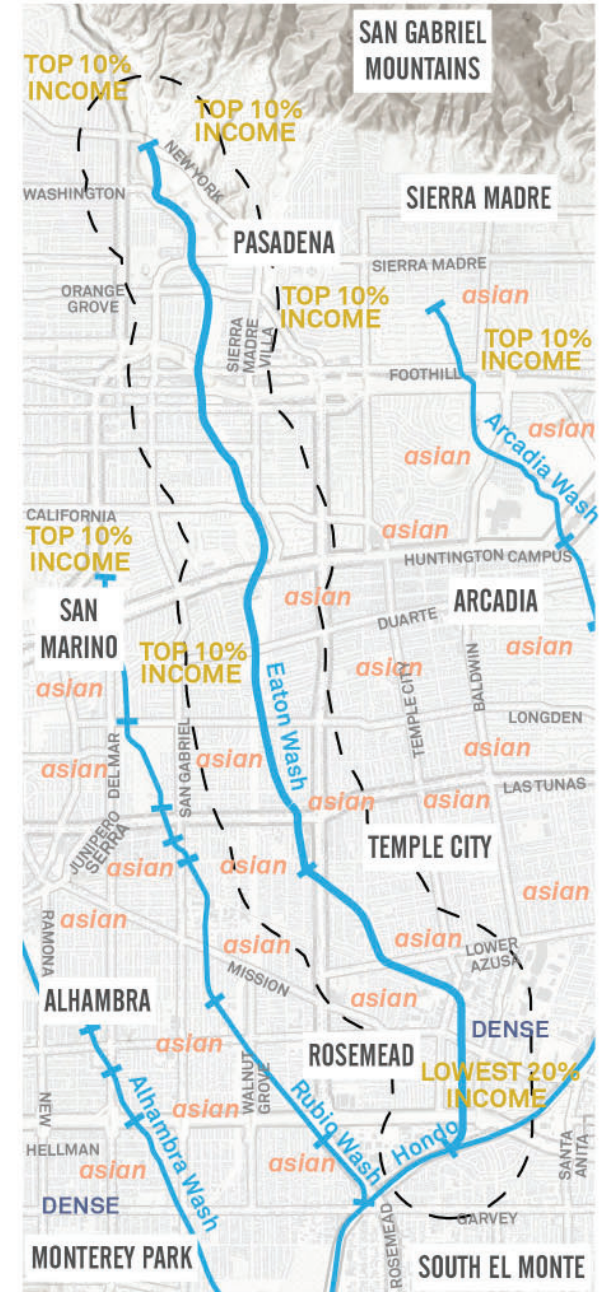 SAN GABRIEL
MOUNTAINS
TOP 10%
INCOME
TOP 10%
INCOME
NEW YORK
WASHINGTON
SIERRA MADRE
PASADENA
SIERRA MADRE
ORANGE
GROVE
TOP 10%
INCOME
asian
SIERRA
MADRE
VILLA
TOP 10%
INCOME
FOOTHILL
Arcadia Wash
asian
asian
CALIFORNIA
TOP 10%
INCOME
asian
HUNTINGTON CAMPUS
SAN
MARINO
asian
ARCADIA
DUARTE
TOP 10%
INCOME
asian
asian
asian
Eaton Wash
TEMPLE CITY
BALDWIN
LONGDEN
DEL MAR
SAN GABRIEL
asian
asian
asian
LAS TUNAS
asian
asian
JUNIPERO
SERRA
TEMPLE CITY
asian
asian
asian
asian
RAMONA
asian
asian
LOWER
AZUSA
MISSION
ALHAMBRA
asian
DENSE
asian
ROSEMEAD
LOWEST 20%
INCOME
Alhambra Wash
WALNUT
GROVE
Rubio Wash
NEW
asian
Hondo
HELLMAN
asian
asian
SANTA
ANITA
DENSE
ROSEMEAD
GARVEY
MONTEREY PARK
SOUTH EL MONTE